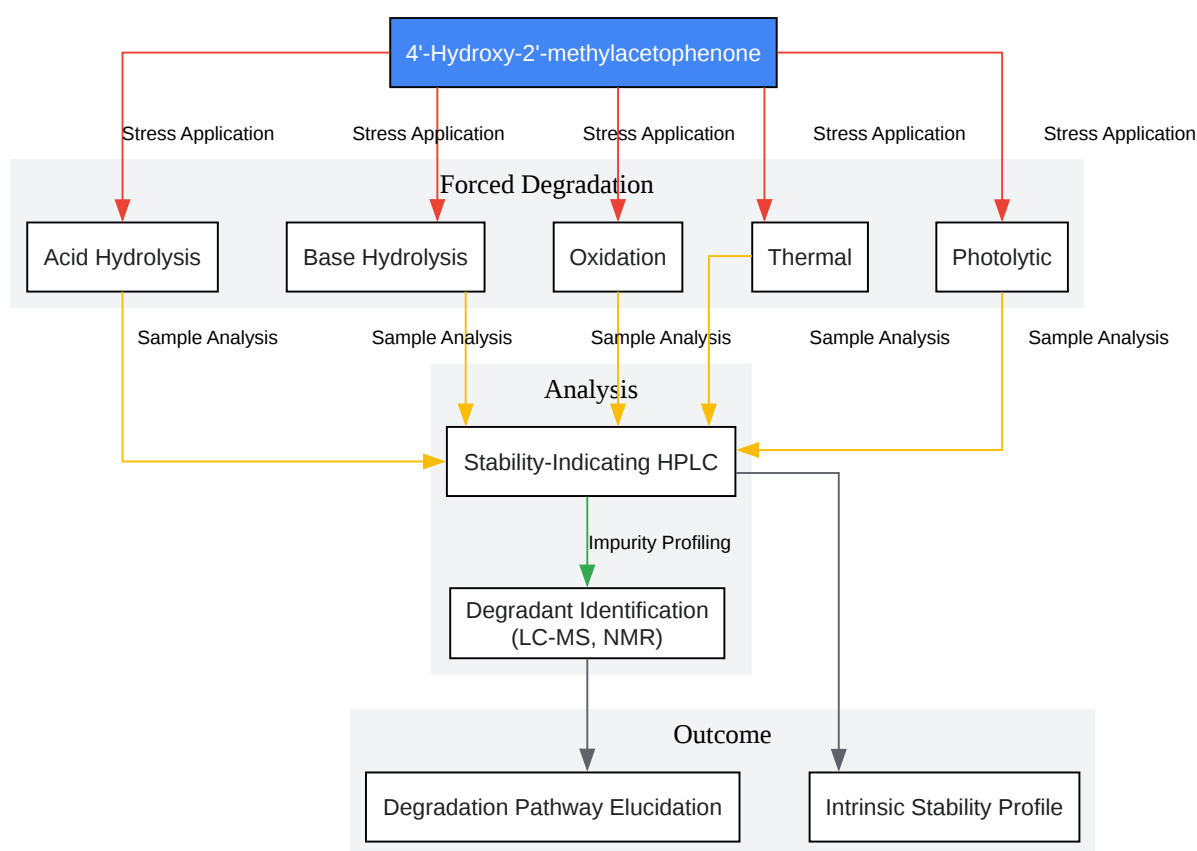 4'-Hydroxy-2'-methylacetophenone
Stress Application
Stress Application
Stress Application
Stress Application
Stress Application
Forced Degradation
Acid Hydrolysis
Base Hydrolysis
Oxidation
Thermal
Photolytic
Sample Analysis
Sample Analysis
Sample Analysis
Sample Analysis
Sample Analysis
Analysis
Stability-Indicating HPLC
Impurity Profiling
Degradant Identification
(LC-MS, NMR)
Outcome
Degradation Pathway Elucidation
Intrinsic Stability Profile